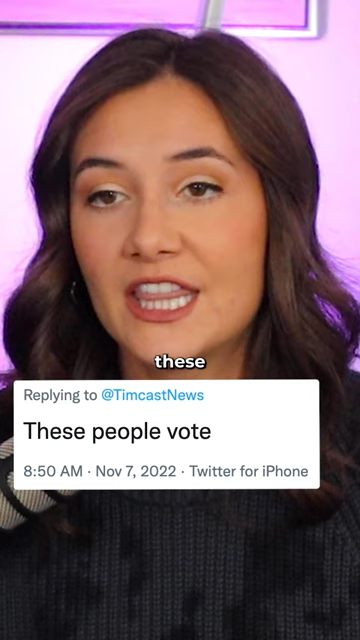 these
Replying to @TimcastNews
These people vote
8:50 AM · Nov 7, 2022 · Twitter for iPhone